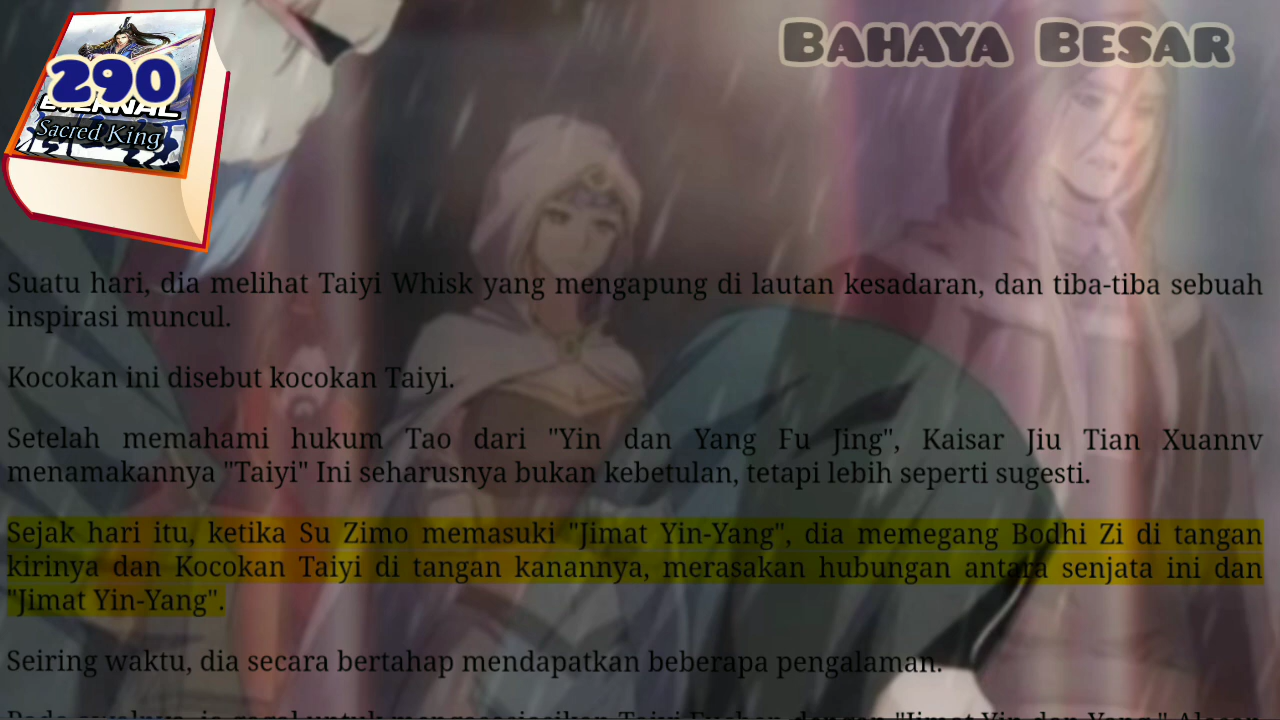 Bahaya Besar
290
ETERNAL
Sacred King
Suatu hari, dia melihat Taiyi Whisk yang mengapung di lautan kesadaran, dan tiba-tiba sebuah
inspirasi muncul.
Kocokan ini disebut kocokan Taiyi.
Setelah memahami hukum Tao dari "Yin dan Yang Fu Jing", Kaisar Jiu Tian Xuannv
menamakannya "Taiyi" Ini seharusnya bukan kebetulan, tetapi lebih seperti sugesti.
Sejak hari itu, ketika Su Zimo memasuki "Jimat Yin-Yang", dia memegang Bodhi Zi di tangan
kirinya dan Kocokan Taiyi di tangan kanannya, merasakan hubungan antara senjata ini dan
"Jimat Yin-Yang".
Seiring waktu, dia secara bertahap mendapatkan beberapa pengalaman.